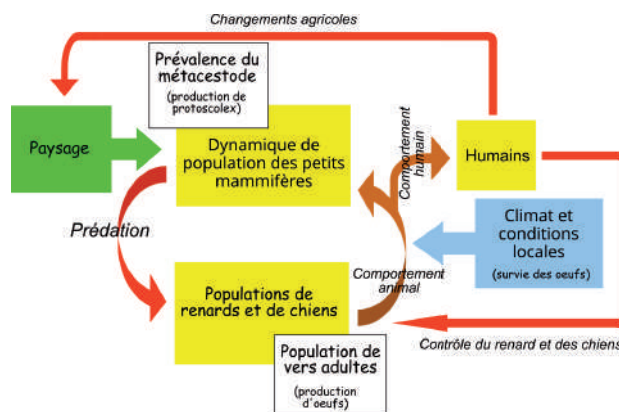 Changements agricoles
Prévalence du
métacestode
(production de
protoscolex)
Paysage
Dynamique de
population des petits
mammifères
Comportement
humain
Humains
Prédation
Climat et
conditions
locales
(survie des oeufs)
Comportement
animal
Populations de
renards et de chiens
Contrôle du renard et des chiens
Population de
vers adultes
(production
d'oeufs)